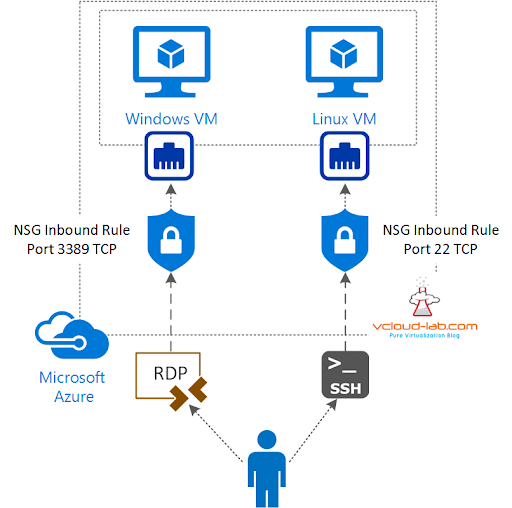 Windows VM
Linux VM
NSG Inbound Rule
Port 3389 TCP
NSG Inbound Rule
Port 22 TCP
vcloud-lab.com
Pure Virtualization Blog
Microsoft
Azure
RDP
>_
SSH